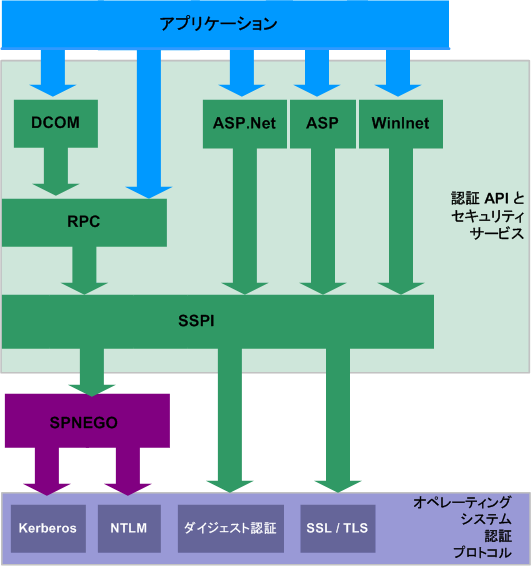 アプリケーション
DCOM
ASP.Net
ASP
WinInet
認証 API と
セキュリティ
サービス
RPC
SSPI
SPNEGO
オペレーティング
システム
認証
プロトコル
Kerberos
NTLM
ダイジェスト認証
SSL / TLS